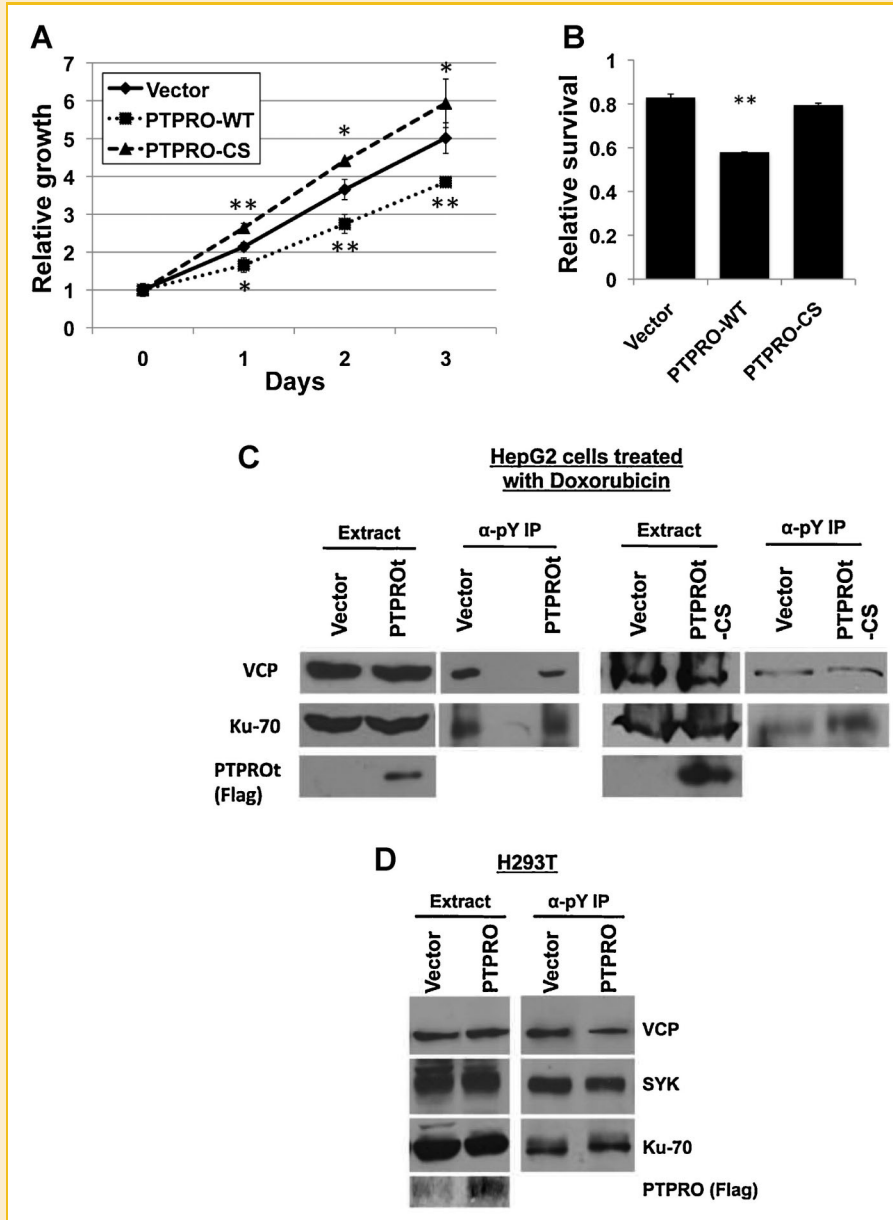 A
7
6
5
4
3
2
1
0
Relative growth
Vector
PTPRO-WT
PTPRO-CS
**
*
*
*
**
**
0 1 2 3
Days
B
1
0.8
0.6
0.4
0.2
0
Relative survival
**
Vector
PTPRO-WT
PTPRO-CS
C
HepG2 cells treated
with Doxorubicin
Extract α-pY IP Extract α-pY IP
Vector
PTPROt
Vector
PTPROt
Vector
PTPROt
-CS
Vector
PTPROt
-CS
VCP
Ku-70
PTPROt
(Flag)
D
H293T
Extract α-pY IP
Vector
PTPRO
Vector
PTPRO
VCP
SYK
Ku-70
PTPRO (Flag)